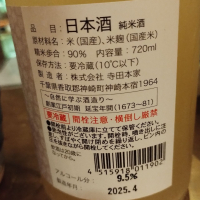 品目：日本酒 純米酒
原材料名：米（国産）、米麹（国産米）
精米歩合：90％ 内容量：720ml
保存方法：要冷蔵（10℃以下）
製造者：株式会社 寺田本家
千葉県香取郡神崎町神崎本宿1964
～自然に学ぶ酒造り～
創業江戸初期 延宝年間（1673～81）
要冷蔵 開栓注意・横倒し厳禁
アルコール分
9.5％
4515918011902
2025.4